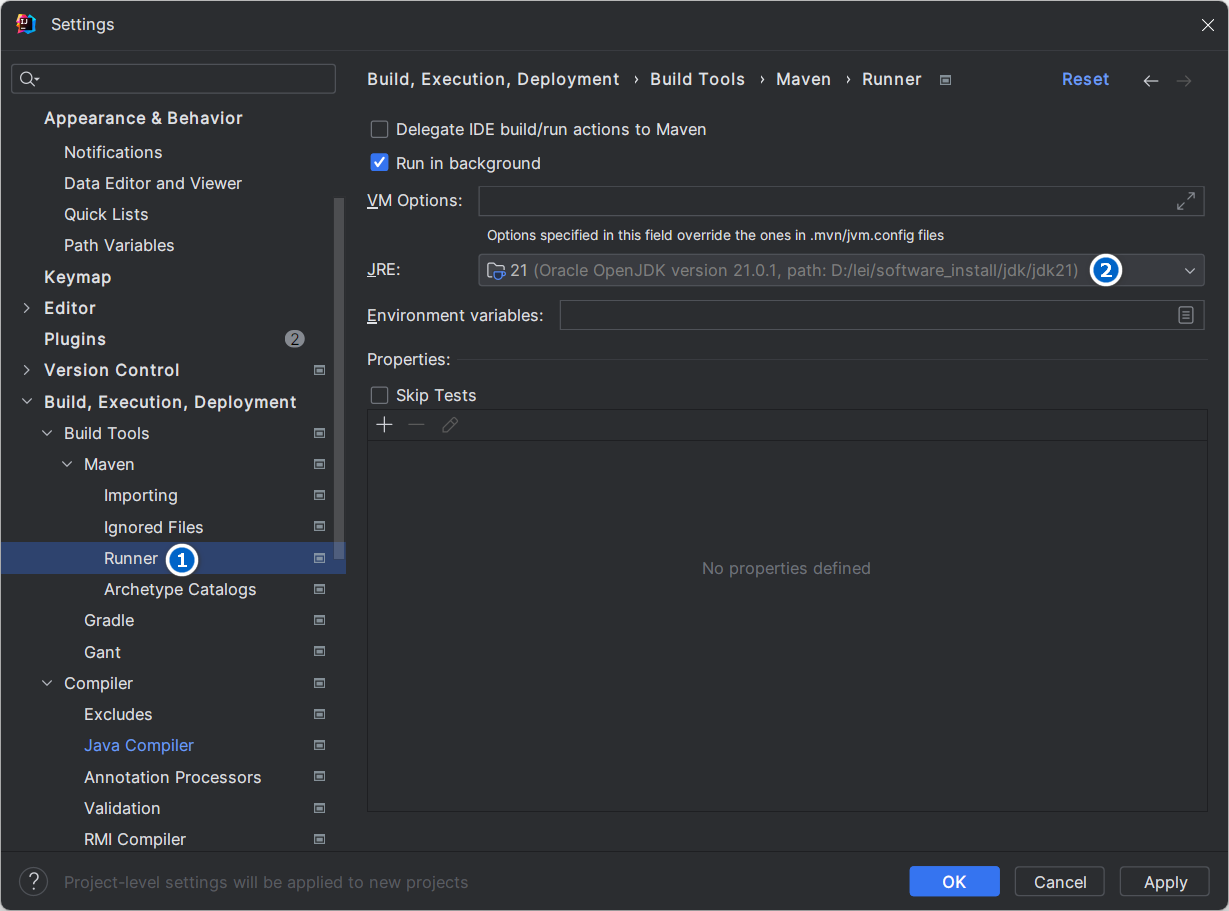 Settings
Build, Execution, Deployment › Build Tools › Maven › Runner Reset
Appearance & Behavior
Notifications
Data Editor and Viewer
Quick Lists
Path Variables
Keymap
Editor
Plugins 2
Version Control
Build, Execution, Deployment
Build Tools
Maven
Importing
Ignored Files
Runner 1
Archetype Catalogs
Gradle
Gant
Compiler
Excludes
Java Compiler
Annotation Processors
Validation
RMI Compiler
Delegate IDE build/run actions to Maven
Run in background
VM Options:
Options specified in this field override the ones in .mvn/jvm.config files
JRE: 21 (Oracle OpenJDK version 21.0.1, path: D:/lei/software_install/jdk/jdk21) 2
Environment variables:
Properties:
Skip Tests
No properties defined
? Project-level settings will be applied to new projects
OK Cancel Apply